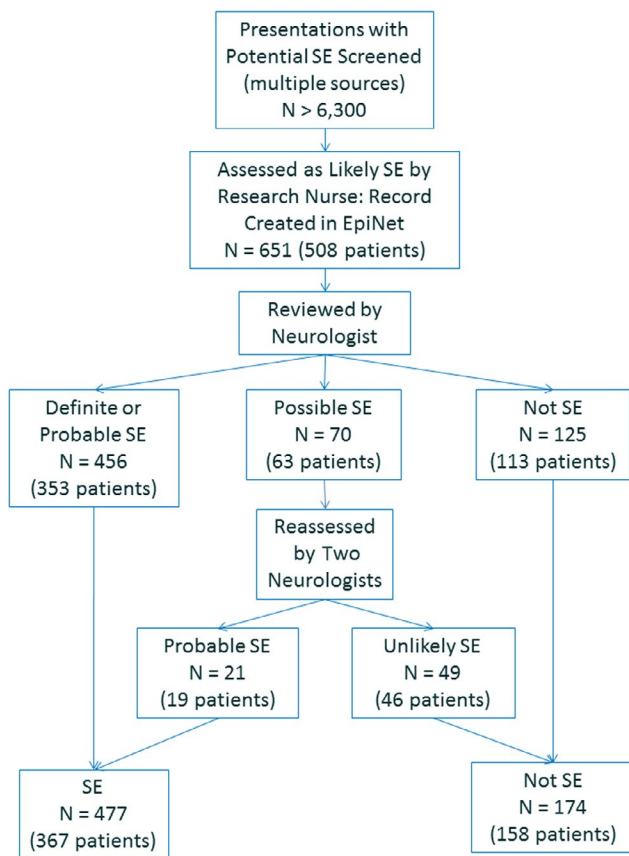 Presentations with
Potential SE Screened
(multiple sources)
N > 6,300
Assessed as Likely SE by
Research Nurse: Record
Created in EpiNet
N = 651 (508 patients)
Reviewed by
Neurologist
Definite or
Probable SE
N = 456
(353 patients)
Possible SE
N = 70
(63 patients)
Not SE
N = 125
(113 patients)
Reassessed
by Two
Neurologists
Probable SE
N = 21
(19 patients)
Unlikely SE
N = 49
(46 patients)
SE
N = 477
(367 patients)
Not SE
N = 174
(158 patients)